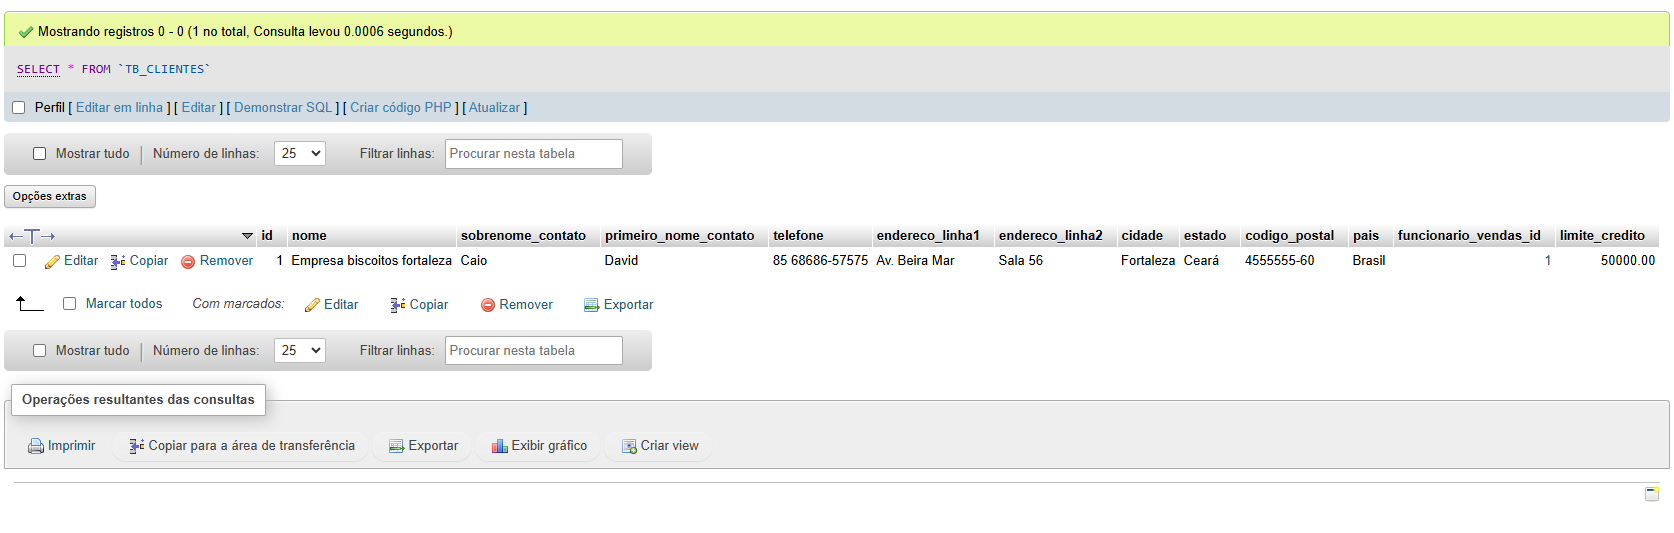 Mostrando registros 0 - 0 (1 no total, Consulta levou 0.0006 segundos.)
SELECT * FROM `TB_CLIENTES`
Perfil [ Editar em linha ] [ Editar ] [ Demonstrar SQL ] [ Criar código PHP ] [ Atualizar ]
Mostrar tudo Número de linhas: 25 Filtrar linhas: Procurar nesta tabela
Opções extras
id nome sobrenome_contato primeiro_nome_contato telefone endereco_linha1 endereco_linha2 cidade estado codigo_postal pais funcionario_vendas_id limite_credito
Editar Copiar Remover 1 Empresa biscoitos fortaleza Caio David 85 68686-57575 Av. Beira Mar Sala 56 Fortaleza Ceará 4555555-60 Brasil 1 50000.00
Marcar todos Com marcados: Editar Copiar Remover Exportar
Mostrar tudo Número de linhas: 25 Filtrar linhas: Procurar nesta tabela
Operações resultantes das consultas
Imprimir Copiar para a área de transferência Exportar Exibir gráfico Criar view